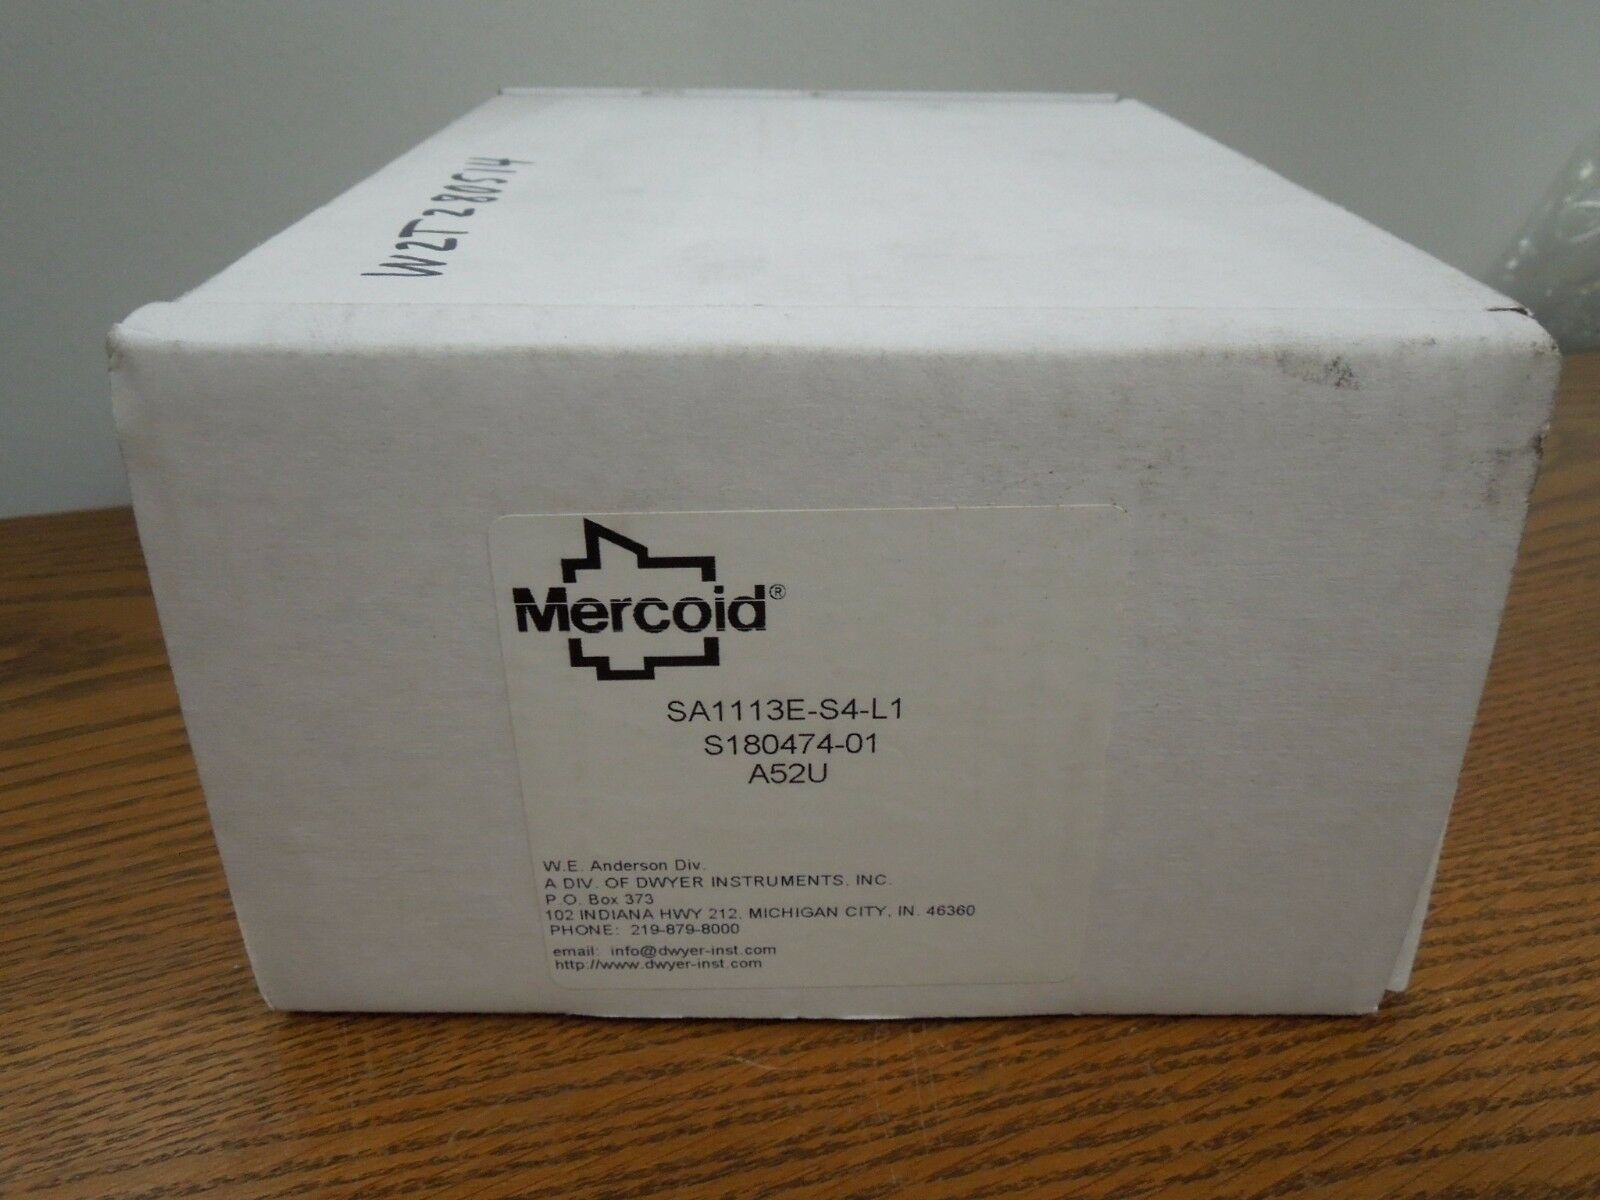 W2T280514
Mercoid®
SA1113E-S4-L1
S180474-01
A52U
W.E. Anderson Div.
A DIV. OF DWYER INSTRUMENTS, INC.
P.O. Box 373
102 INDIANA HWY 212, MICHIGAN CITY, IN. 46360
PHONE: 219-879-8000
email: info@dwyer-inst.com
http://www.dwyer-inst.com